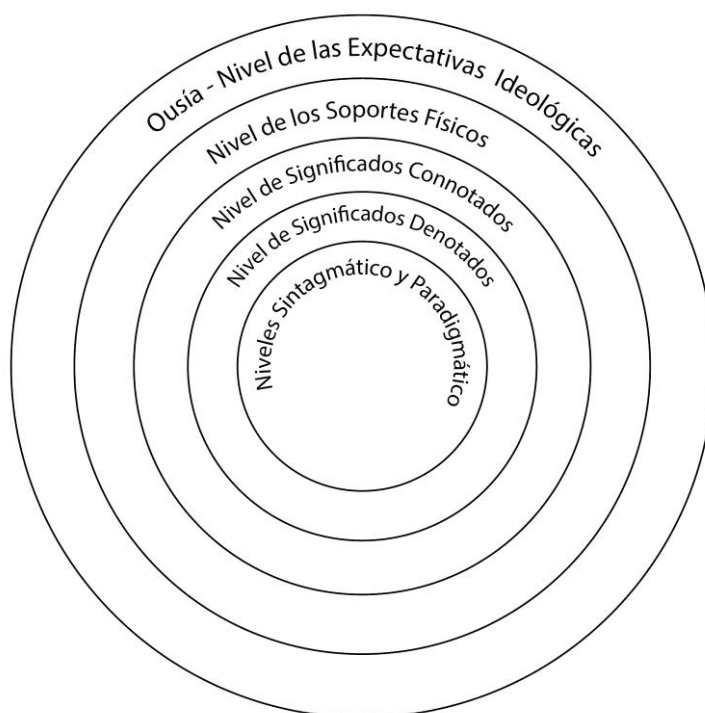 Ousía - Nivel de las Expectativas Ideológicas
Nivel de los Soportes Físicos
Nivel de Significados Connotados
Nivel de Significados Denotados
Niveles Sintagmático y Paradigmático